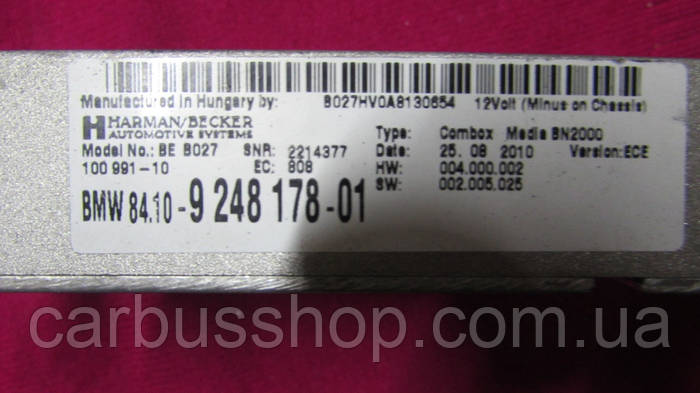 Manufactured in Hungary by: B027HV0A8130654 12Volt (Minus on Chassis)
HARMAN/BECKER
AUTOMOTIVE SYSTEMS
Type: Combox Media BN2000
Model No.: BE B027 SNR: 2214377 Date: 25. 08 2010 Version: ECE
100 991-10 EC: 808 HW: 004.000.002
SW: 002.005.025
BMW 84.10-9 248 178-01
carbusshop.com.ua